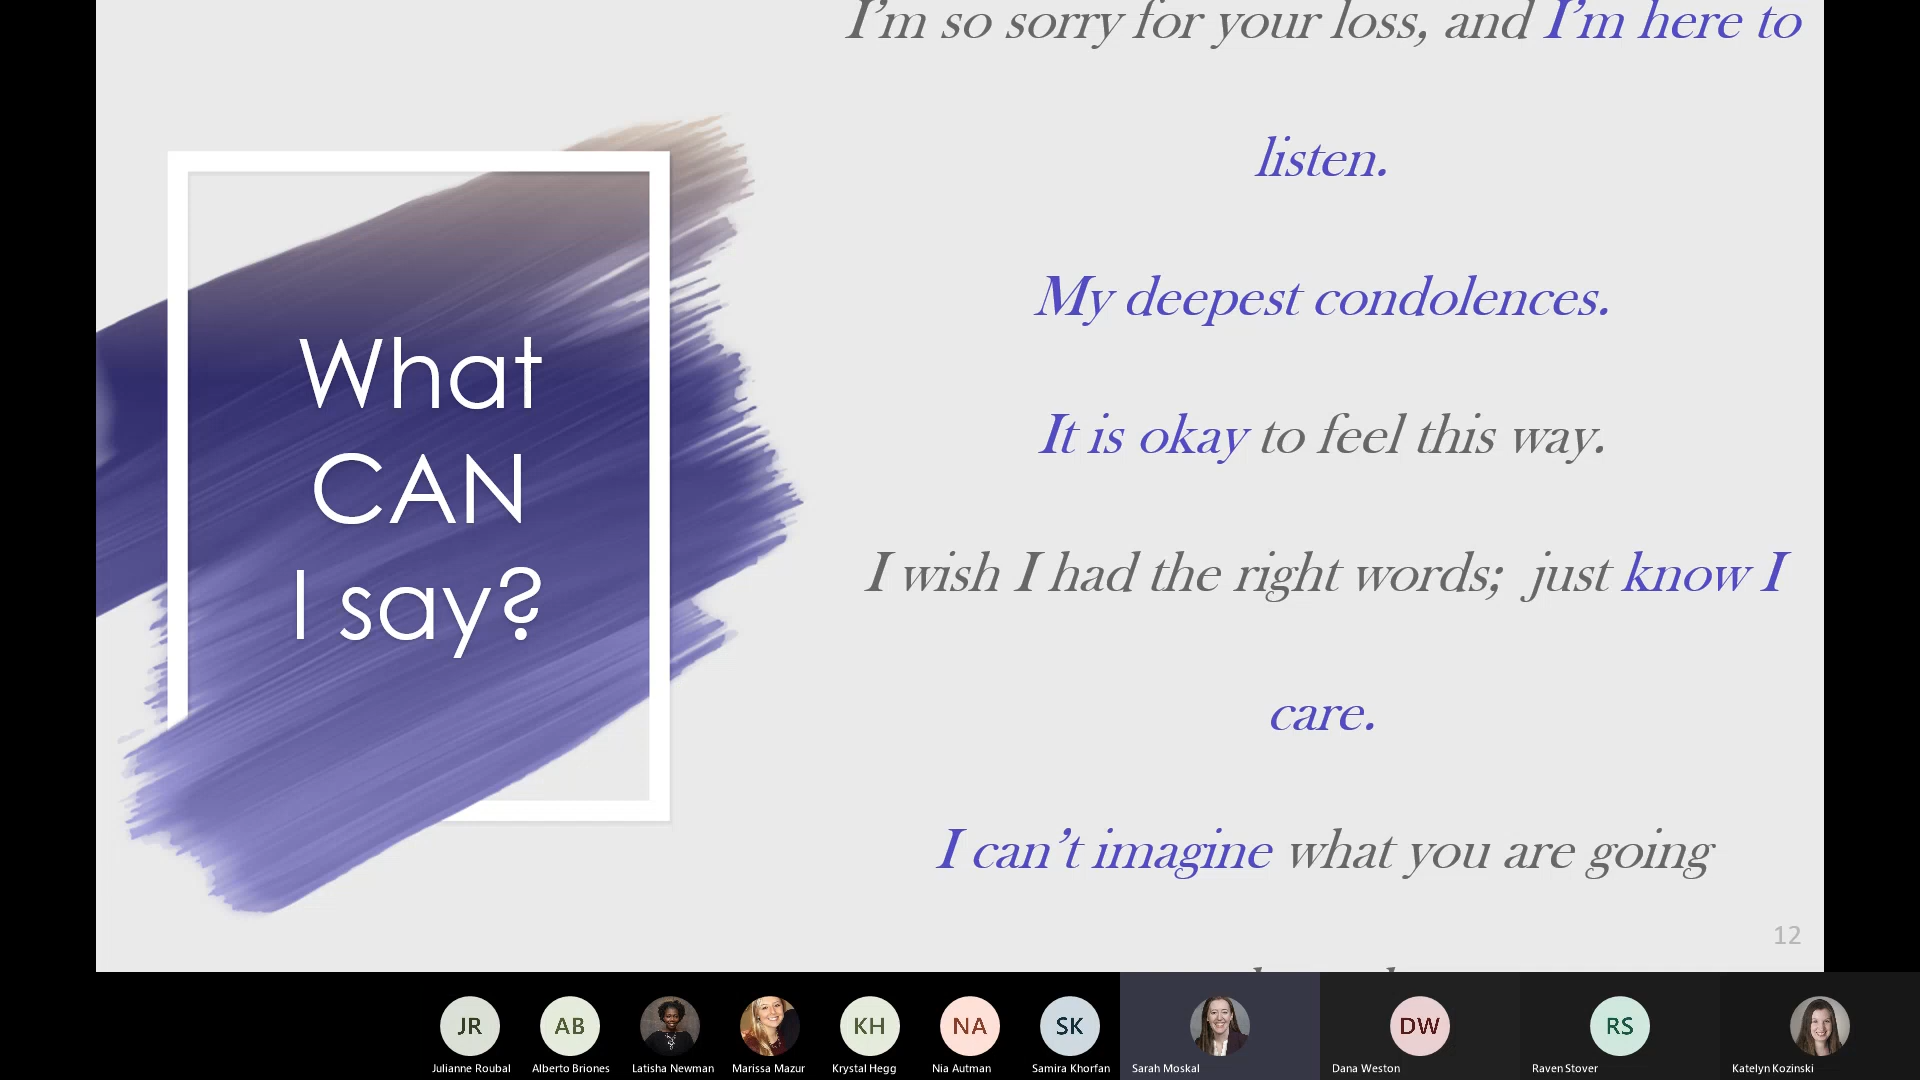 I'm so sorry for your loss, and I'm here to
listen.
My deepest condolences.
It is okay to feel this way.
I wish I had the right words;  just know I
care.
I can't imagine what you are going
What
CAN
I say?
12
JR
AB
KH
NA
SK
DW
RS
Julianne Roubal
Alberto Briones
Latisha Newman
Marissa Mazur
Krystal Hegg
Nia Autman
Samira Khorfan
Sarah Moskal
Dana Weston
Raven Stover
Katelyn Kozinski